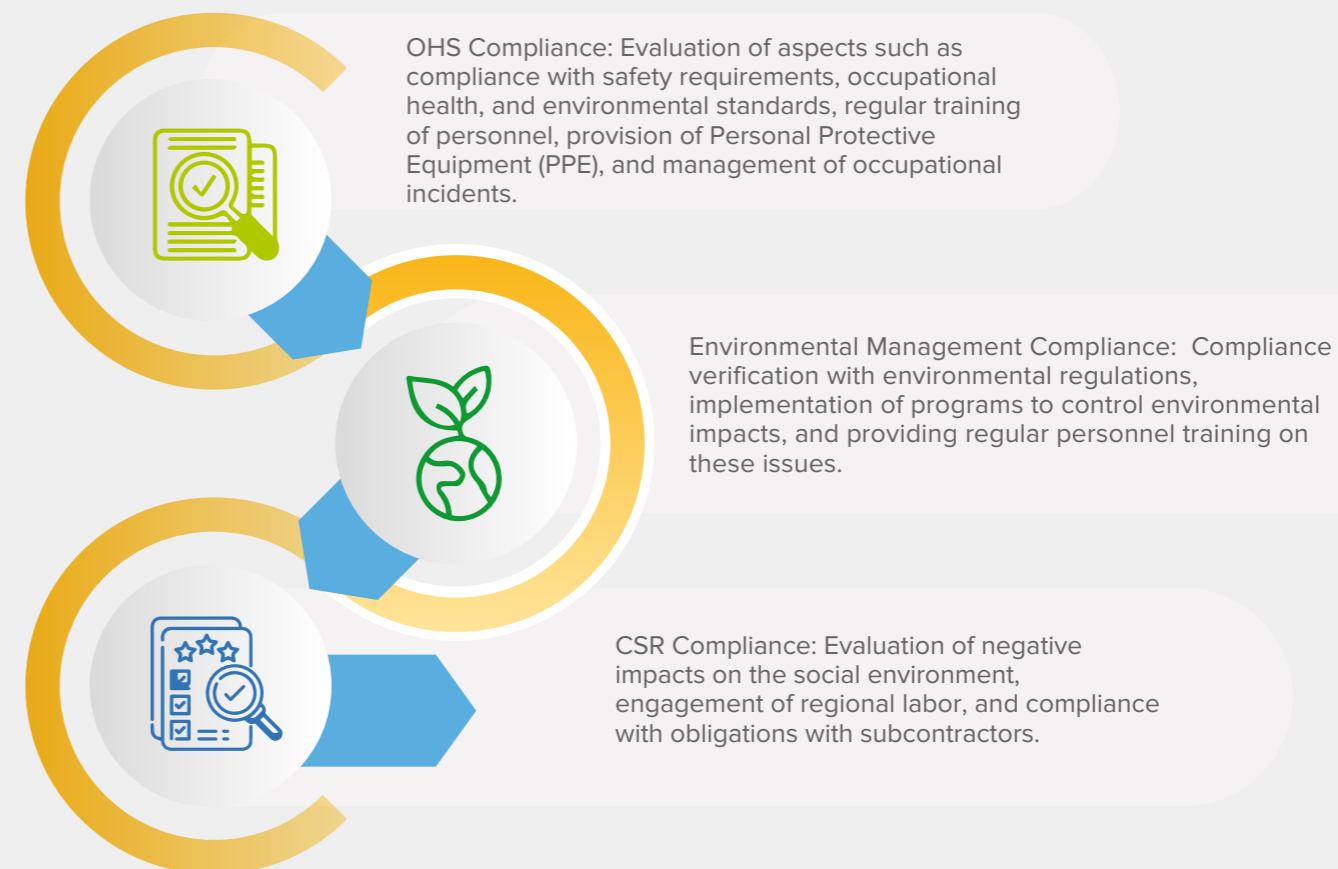 OHS Compliance: Evaluation of aspects such as
compliance with safety requirements, occupational
health, and environmental standards, regular training
of personnel, provision of Personal Protective
Equipment (PPE), and management of occupational
incidents.
Environmental Management Compliance:  Compliance
verification with environmental regulations,
implementation of programs to control environmental
impacts, and providing regular personnel training on
these issues.
CSR Compliance: Evaluation of negative
impacts on the social environment,
engagement of regional labor, and compliance
with obligations with subcontractors.